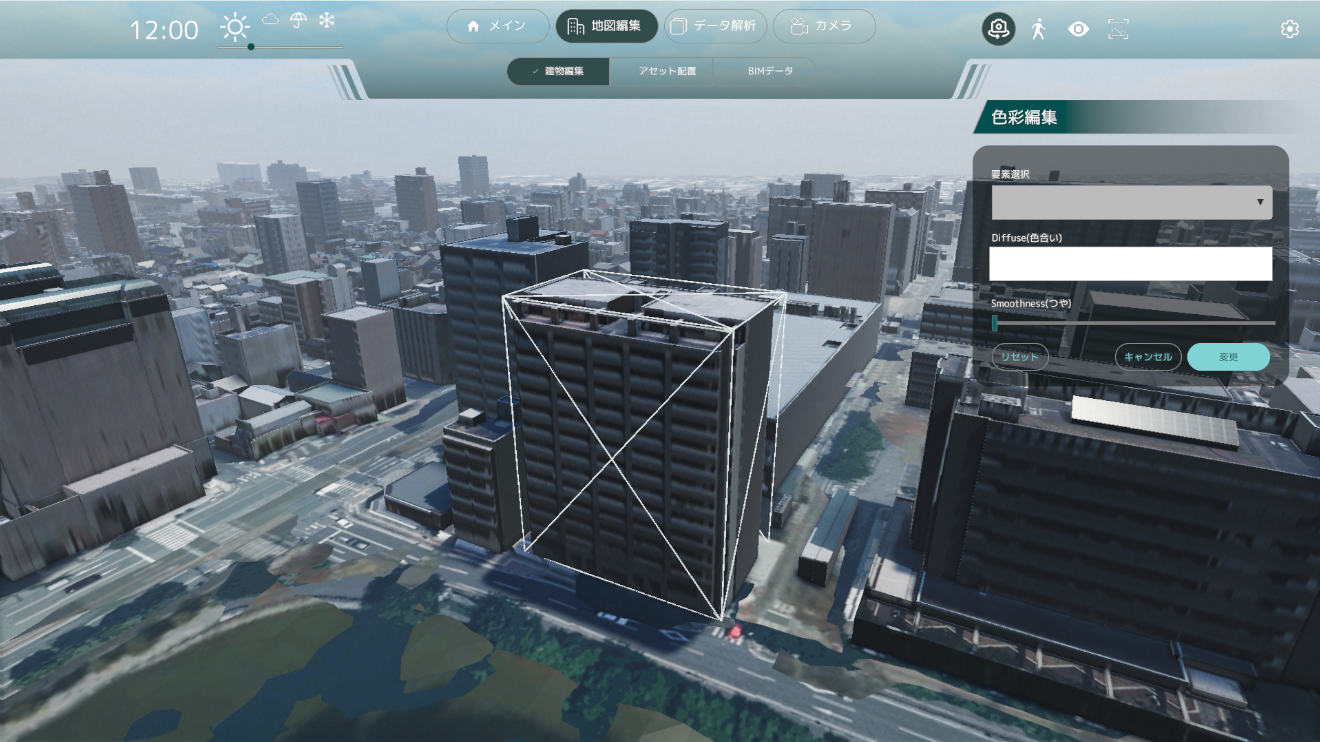 12:00
メイン
地図編集
データ解析
カメラ
建物編集
アセット配置
BIMデータ
色彩編集
要素選択
Diffuse(色合い)
Smoothness(つや)
リセット
キャンセル
変更